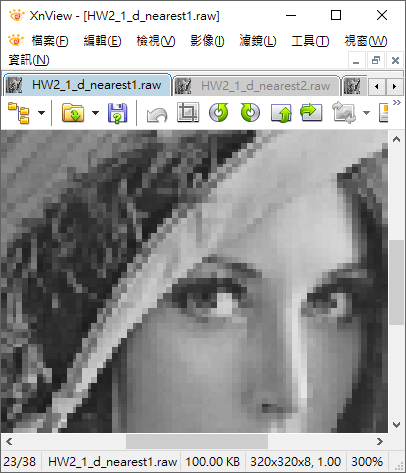 XnView - [HW2_1_d_nearest1.raw]
檔案(F) 編輯(E) 檢視(V) 影像(I) 濾鏡(L) 工具(T) 視窗(W)
資訊(N)
HW2_1_d_nearest1.raw HW2_1_d_nearest2.raw
23/38 HW2_1_d_nearest1.raw 100.00 KB 320x320x8, 1.00 300%